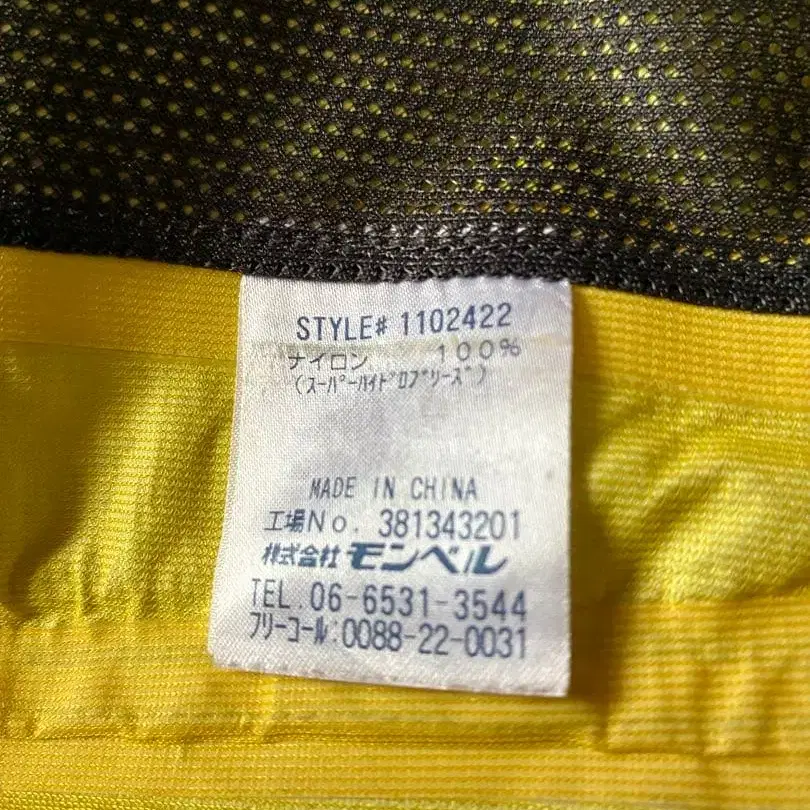 STYLE# 1102422
ナイロン 100%
(スーパーハイドロブリーズ)
MADE IN CHINA
工場No. 381343201
株式会社 モンベル
TEL.06-6531-3544
フリーコール:0088-22-0031